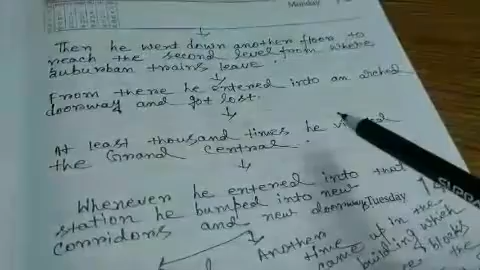 Monday
Then he went down another floor to
reach the second level from where
suburban trains leave.
From there he entered into an arched
doorway and got lost.
At least thousand times he
the Grand Central.
Whenever he entered into that
station he bumped into new
corridors and new doorway
Tuesday
Another
time
came up in the
building which
blocks
the